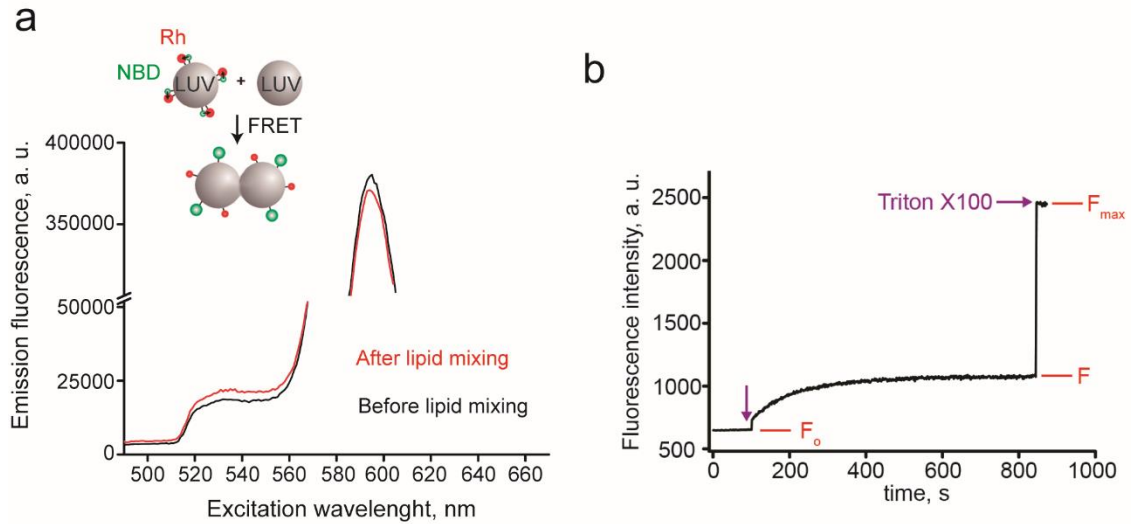 a
Rh
NBD
LUV + LUV
FRET
Emission fluorescence, a. u.
400000
350000
50000
25000
0
After lipid mixing
Before lipid mixing
500 520 540 560 580 600 620 640 660
Excitation wavelenght, nm
b
Fluorescence intensity, a. u.
2500
2000
1500
1000
500
Triton X100
Fmax
F
Fo
0 200 400 600 800 1000
time, s